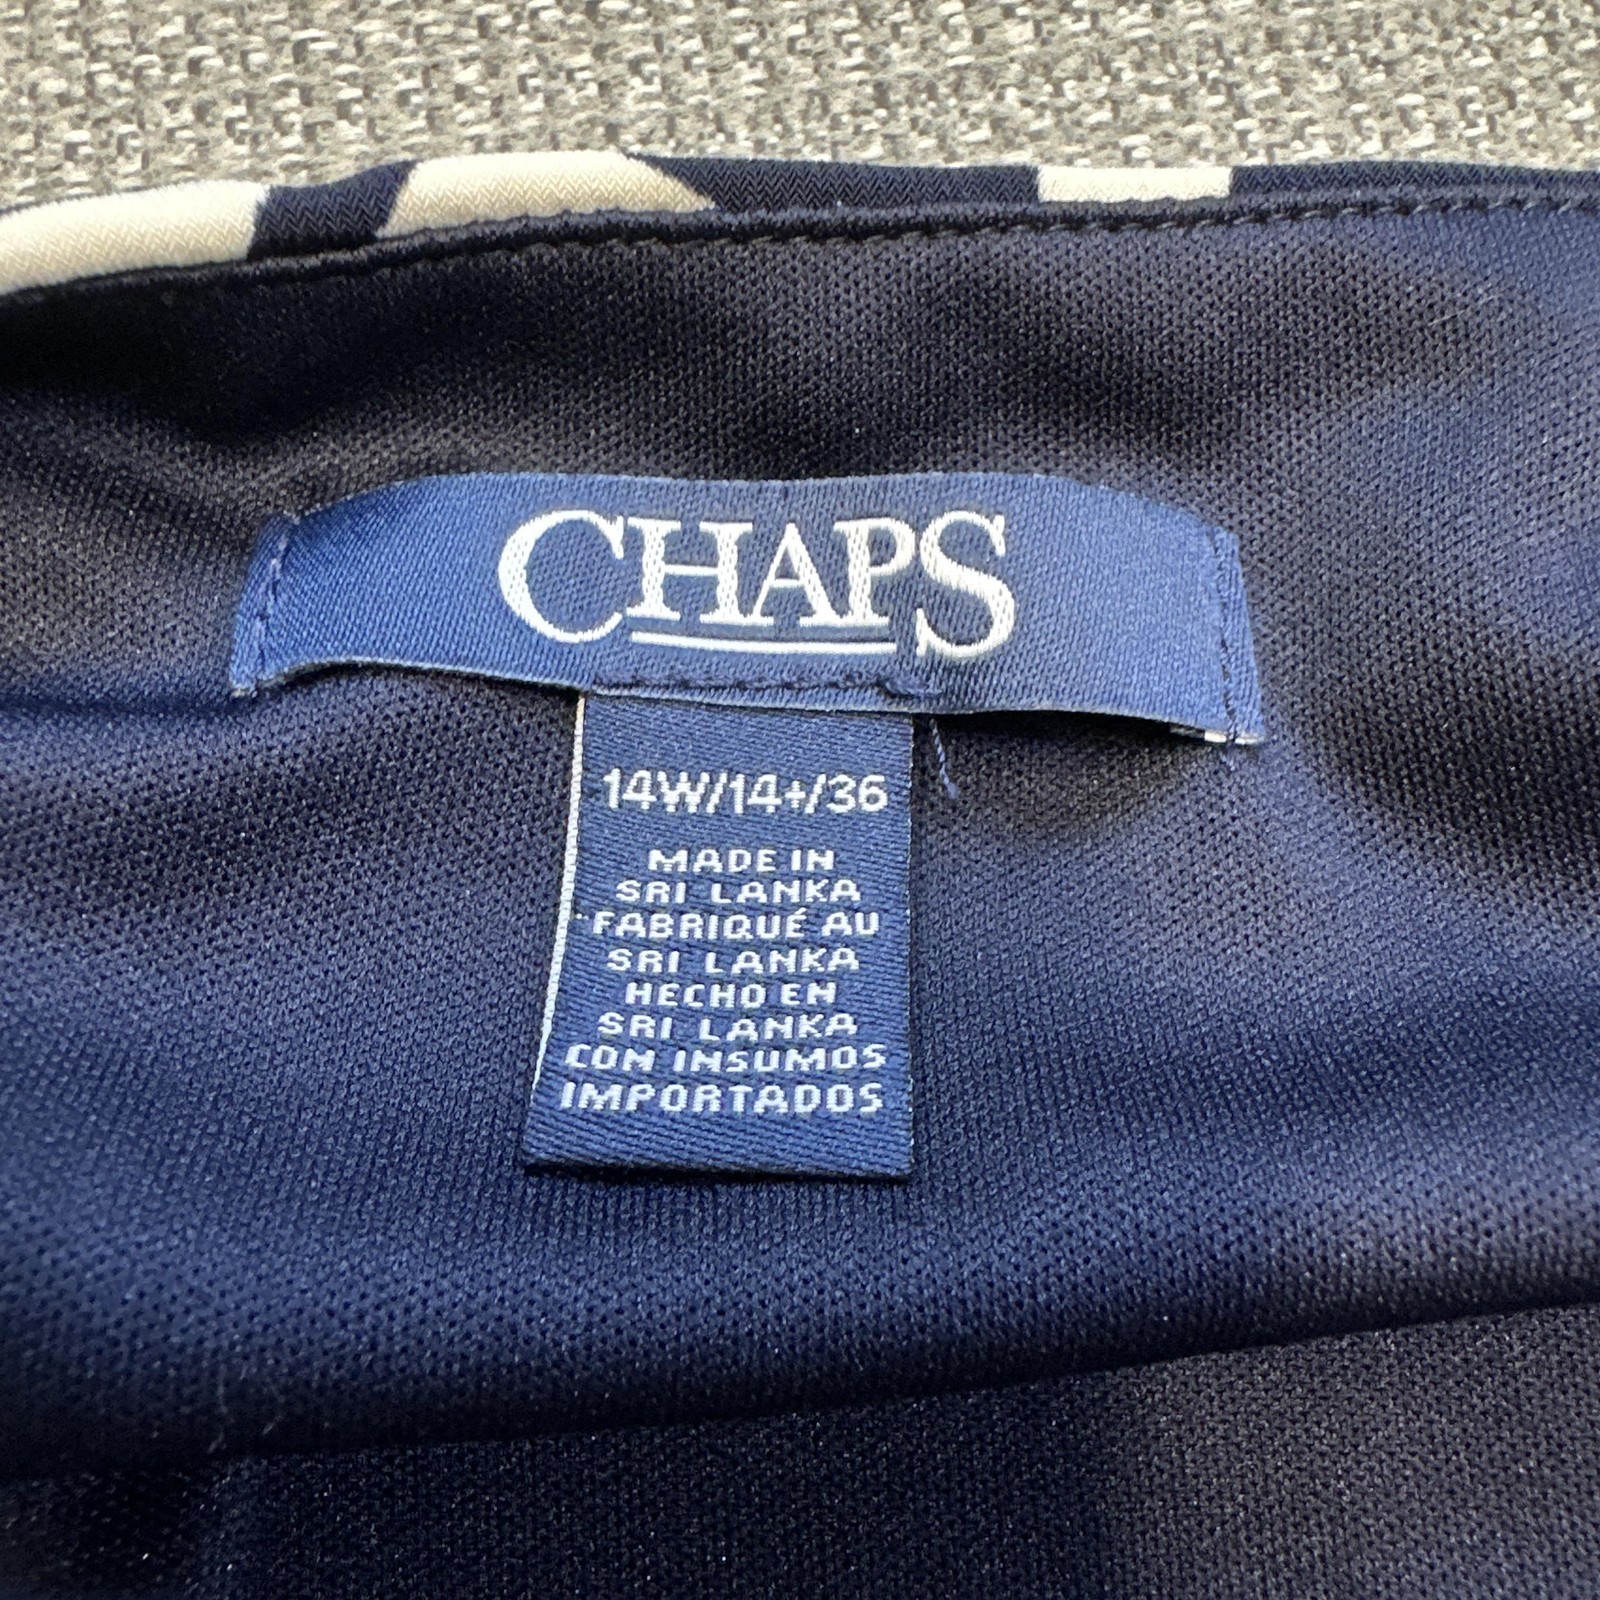 CHAPS
14W/14+/36
MADE IN
SRI LANKA
FABRIQUÉ AU
SRI LANKA
HECHO EN
SRI LANKA
CON INSUMOS
IMPORTADOS